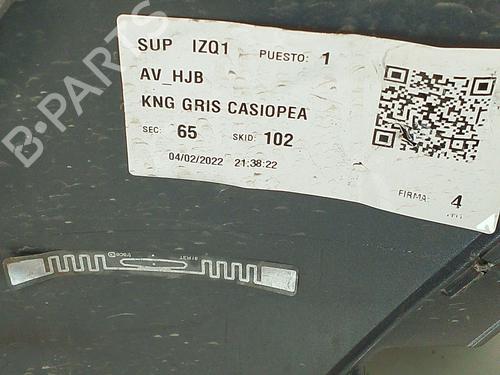 SUP IZQ1 PUESTO: 1
AV_HJB
KNG GRIS CASIOPEA
SEC: 65 SKID: 102
04/02/2022 21:38:22
FIRMA: 4
B-PARTS